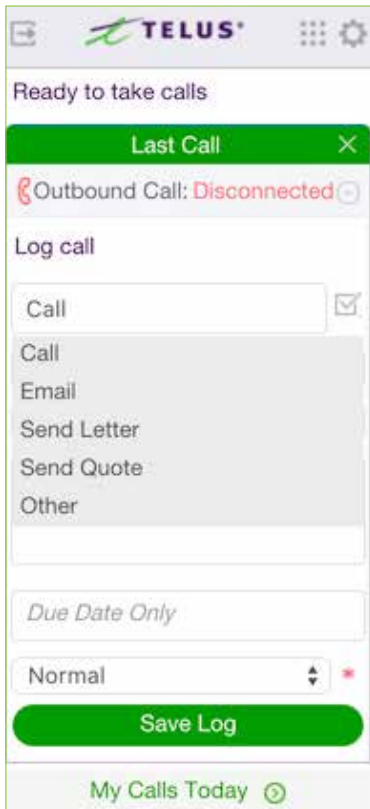 TELUS®
Ready to take calls
Last Call
Outbound Call: Disconnected
Log call
Call
Call
Email
Send Letter
Send Quote
Other
Due Date Only
Normal
*
Save Log
My Calls Today